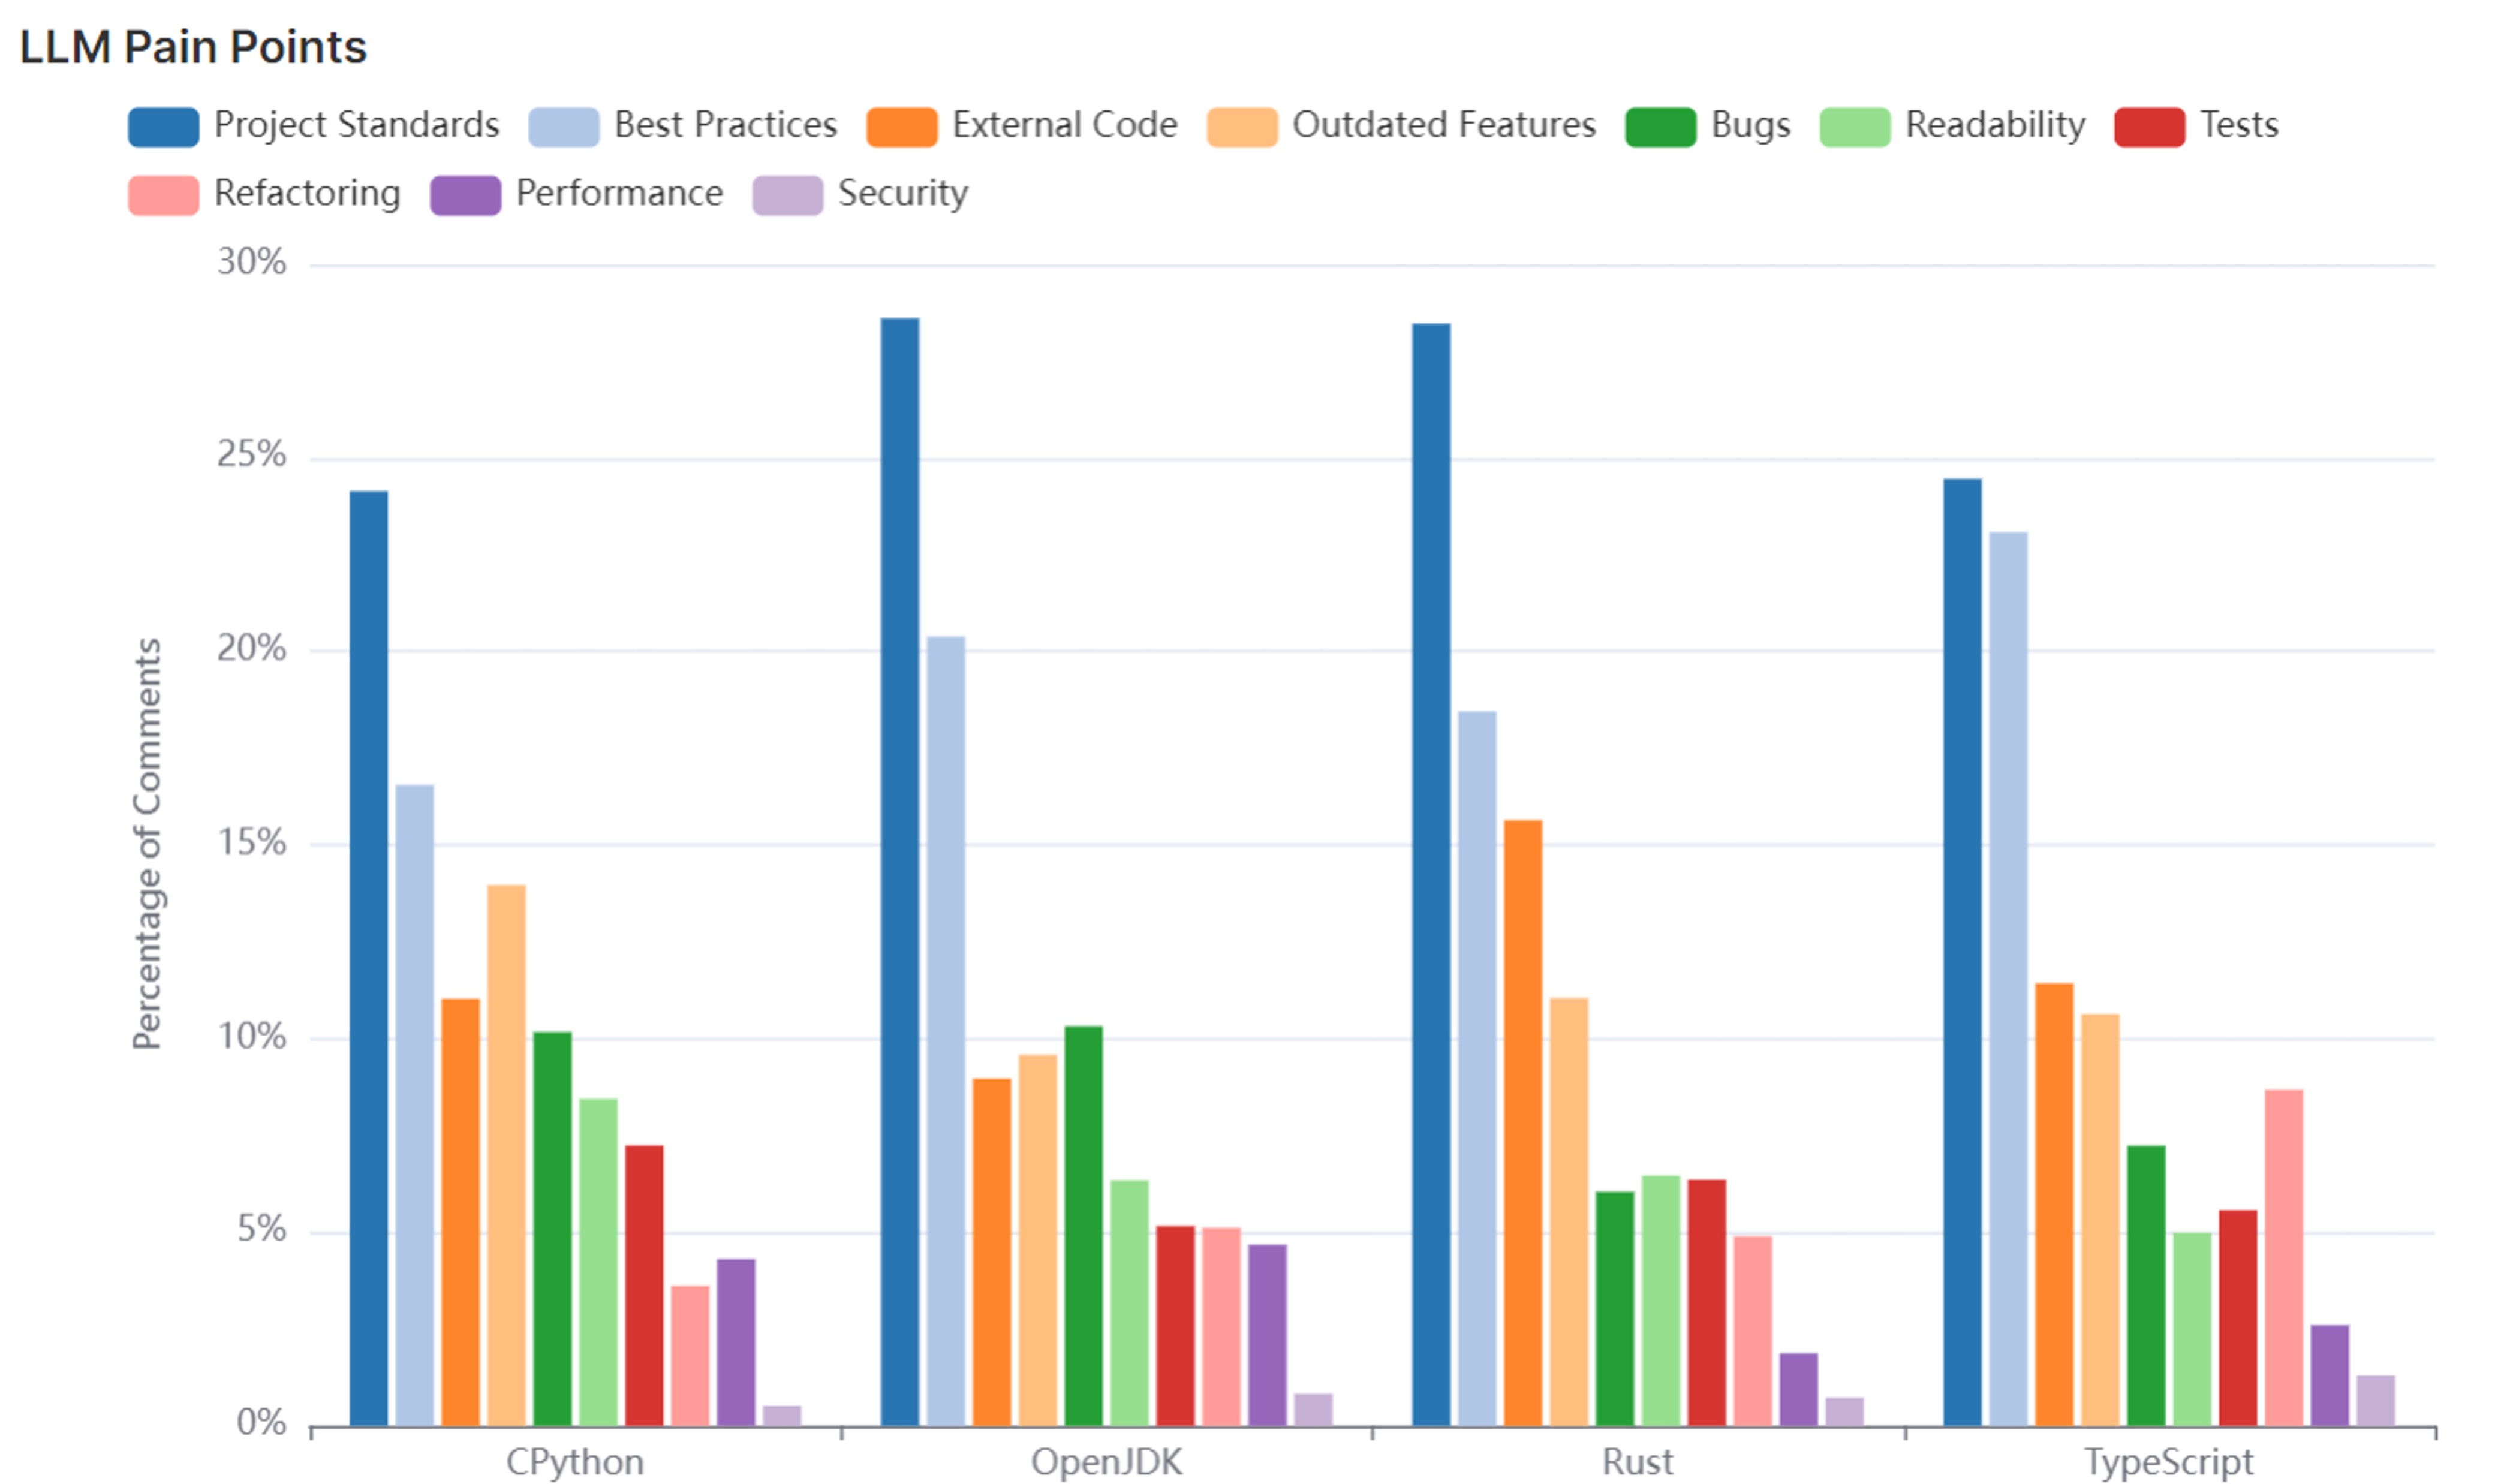 LLM Pain Points
Project Standards Best Practices External Code Outdated Features Bugs Readability Tests
Refactoring Performance Security
30%
25%
20%
15%
10%
5%
0%
Percentage of Comments
CPython OpenJDK Rust TypeScript